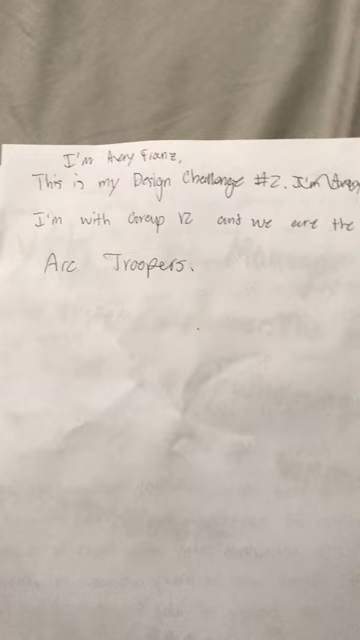 I'm Avery Franz.
This is my Design Challenge #2. I'm
I'm with Group 12 and we are the
Arc Troopers.